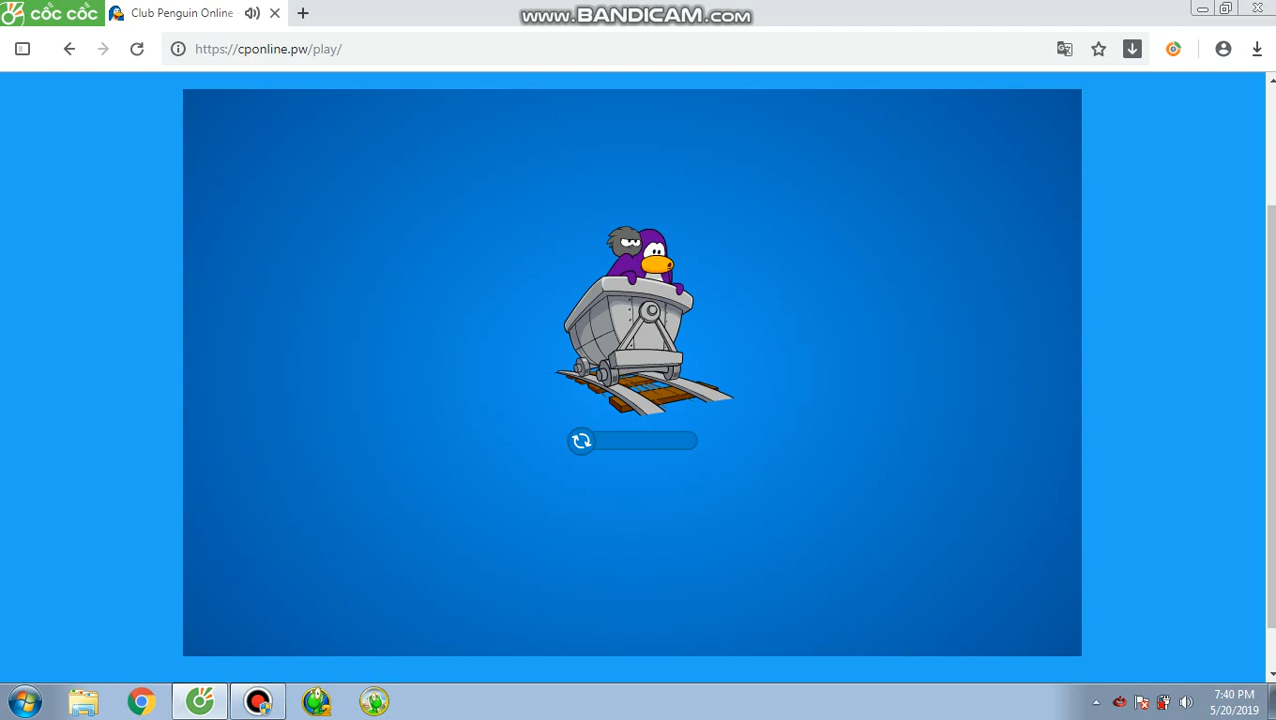 cốc cốc
Club Penguin Online
www.BANDICAM.com
https://cponline.pw/play/
7:40 PM
5/20/2019